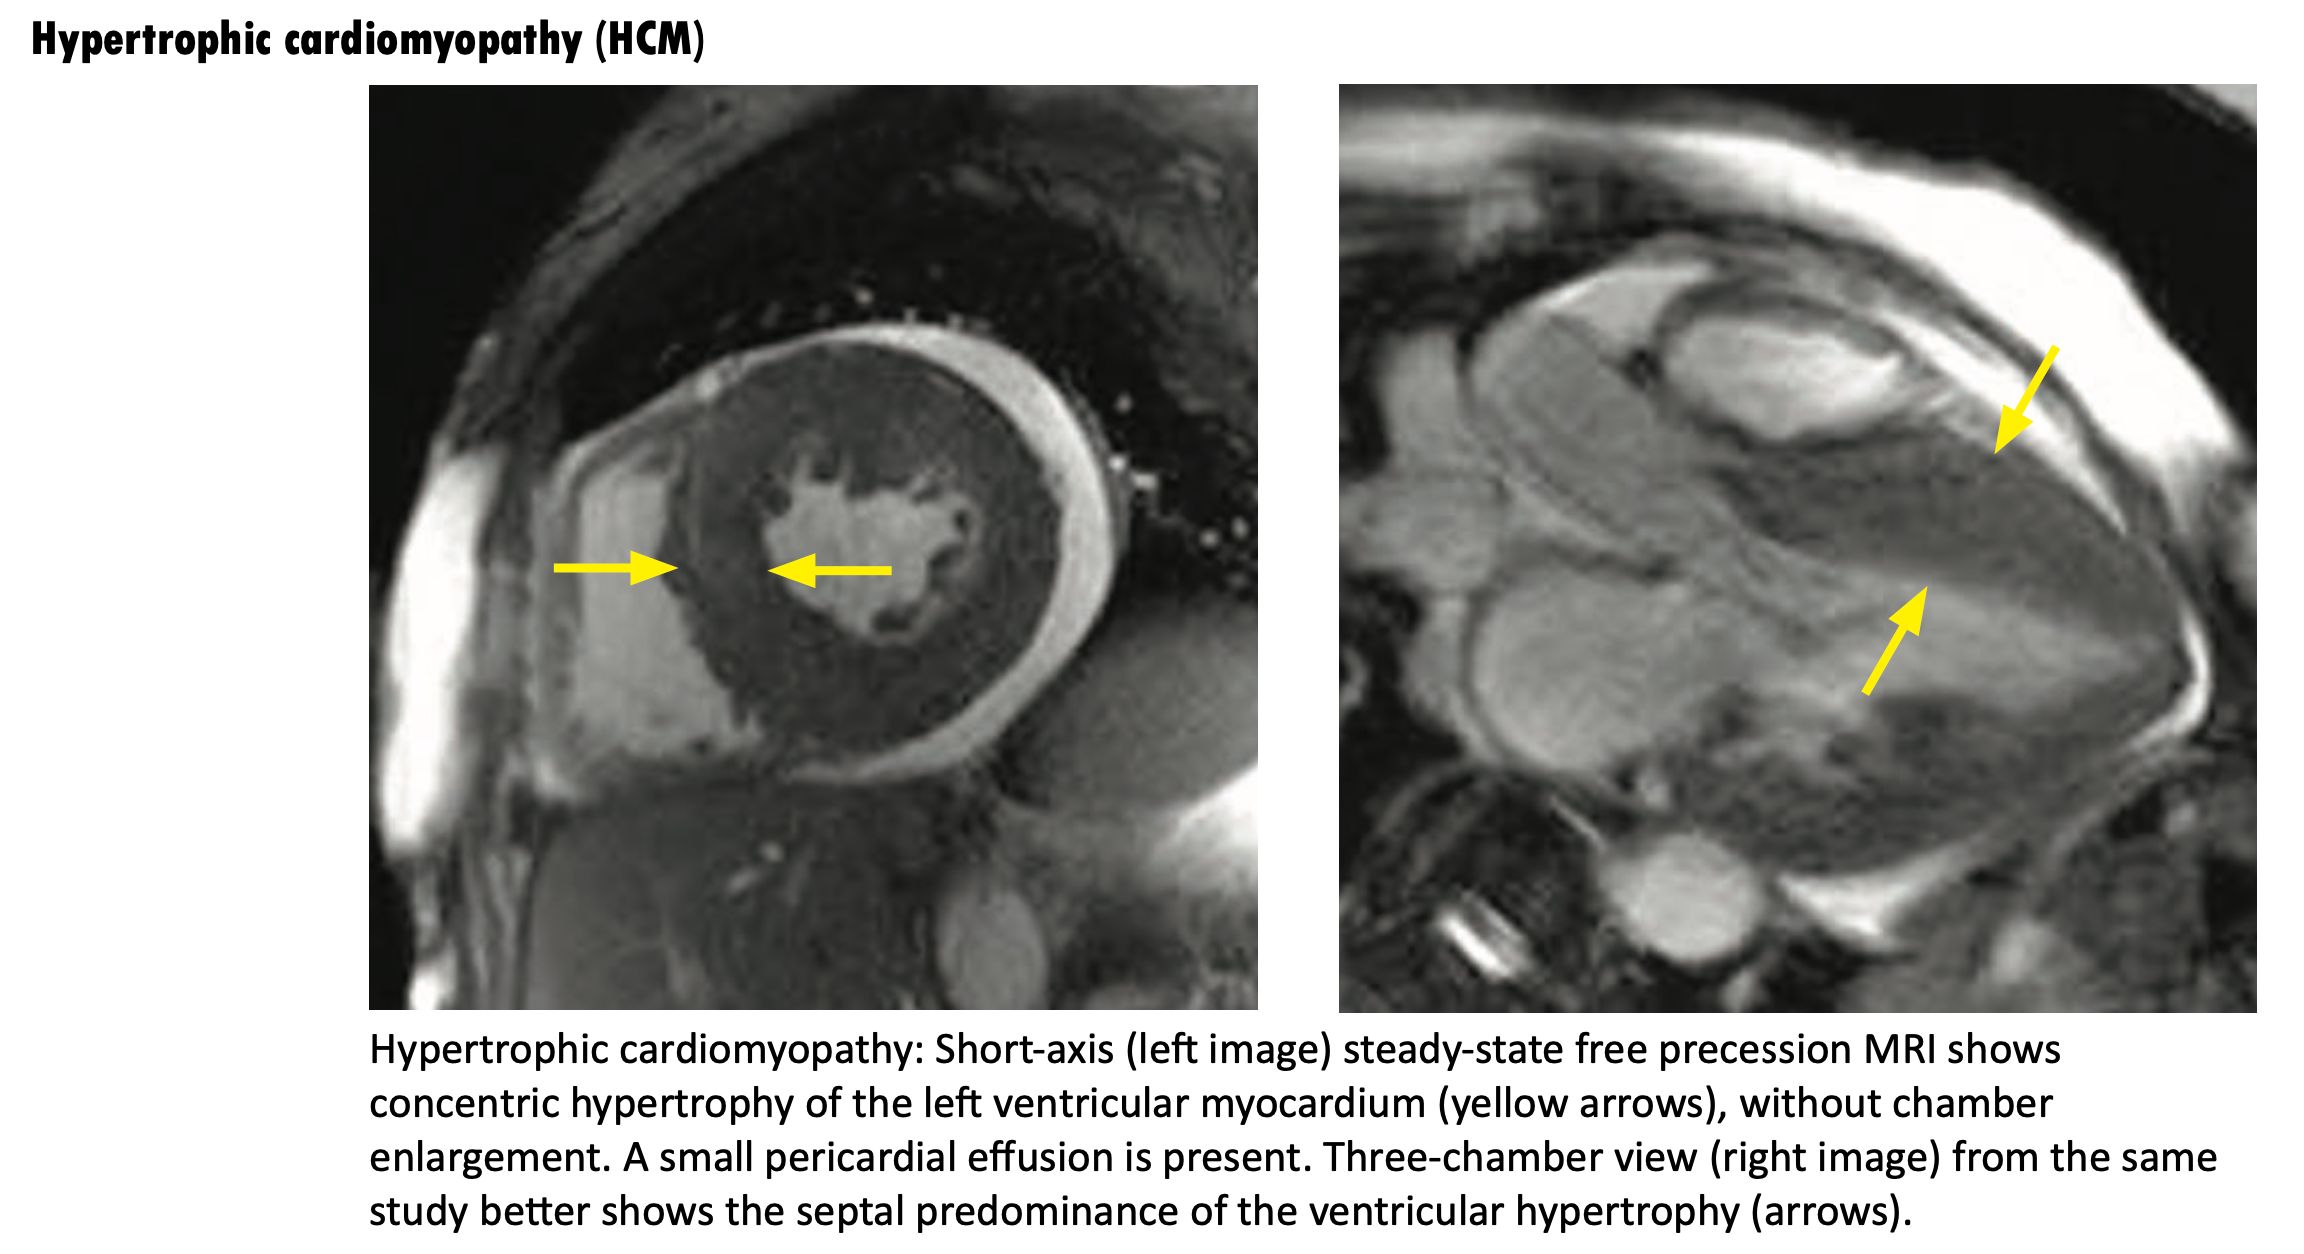 Hypertrophic cardiomyopathy (HCM)
Hypertrophic cardiomyopathy: Short-axis (left image) steady-state free precession MRI shows
concentric hypertrophy of the left ventricular myocardium (yellow arrows), without chamber
enlargement. A small pericardial effusion is present. Three-chamber view (right image) from the same
study better shows the septal predominance of the ventricular hypertrophy (arrows).